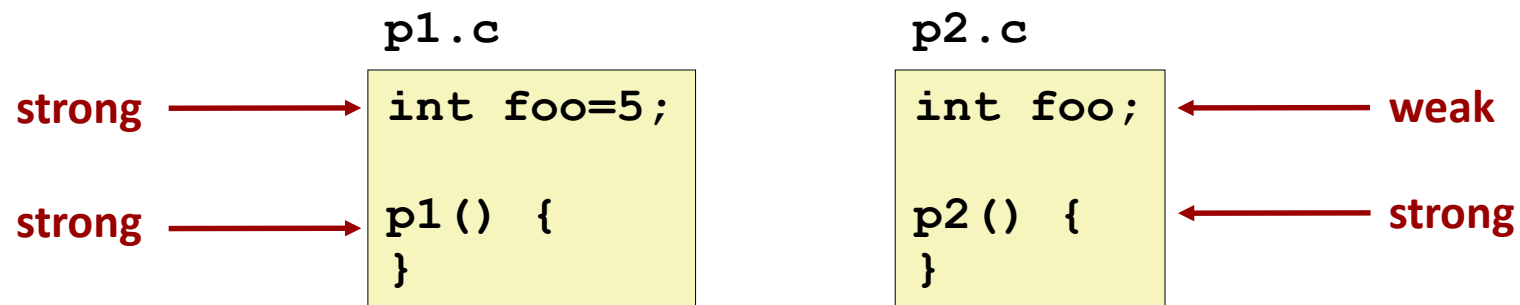 p1.c
strong
int foo=5;
strong
p1() {
}
p2.c
int foo;
weak
p2() {
strong
}